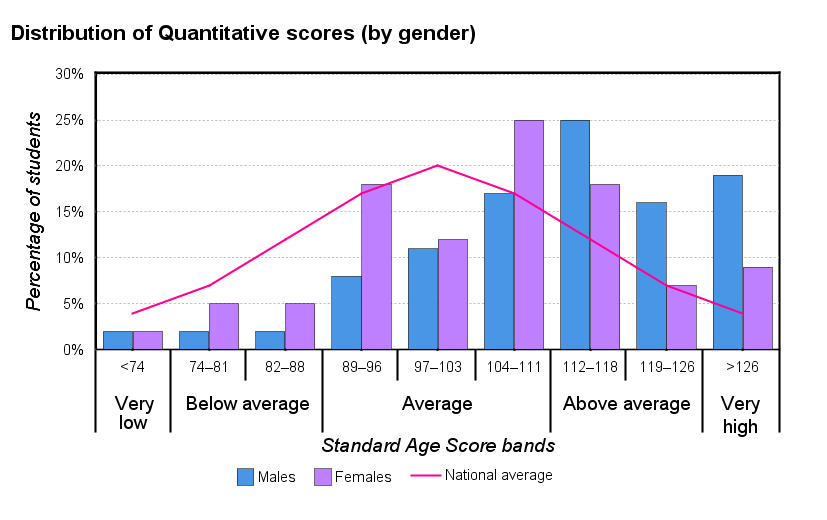 Distribution of Quantitative scores (by gender)
30%
25%
20%
15%
10%
5%
0%
Percentage of students
<74 74–81 82–88 89–96 97–103 104–111 112–118 119–126 >126
Very low Below average Average Above average Very high
Standard Age Score bands
Males Females National average